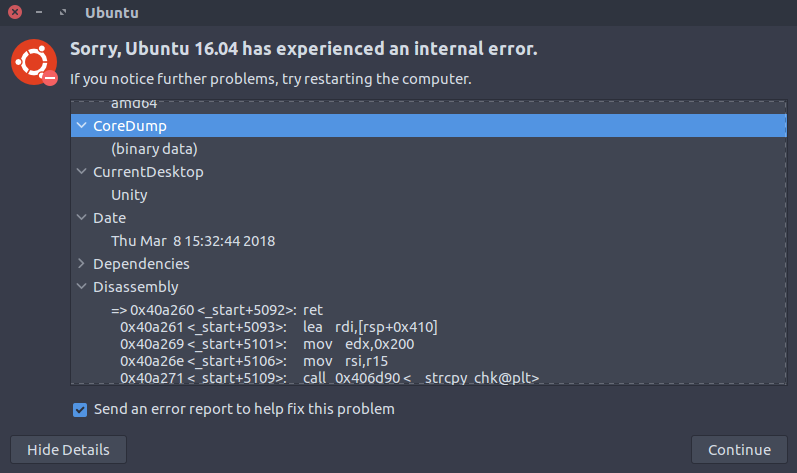 Ubuntu
Sorry, Ubuntu 16.04 has experienced an internal error.
If you notice further problems, try restarting the computer.
amd64
CoreDump
(binary data)
CurrentDesktop
Unity
Date
Thu Mar  8 15:32:44 2018
Dependencies
Disassembly
=> 0x40a260 <_start+5092>: ret
0x40a261 <_start+5093>: lea rdi,[rsp+0x410]
0x40a269 <_start+5101>: mov edx,0x200
0x40a26e <_start+5106>: mov rsi,r15
0x40a271 <_start+5109>: call 0x406d90 <__strcpy_chk@plt>
Send an error report to help fix this problem
Hide Details
Continue